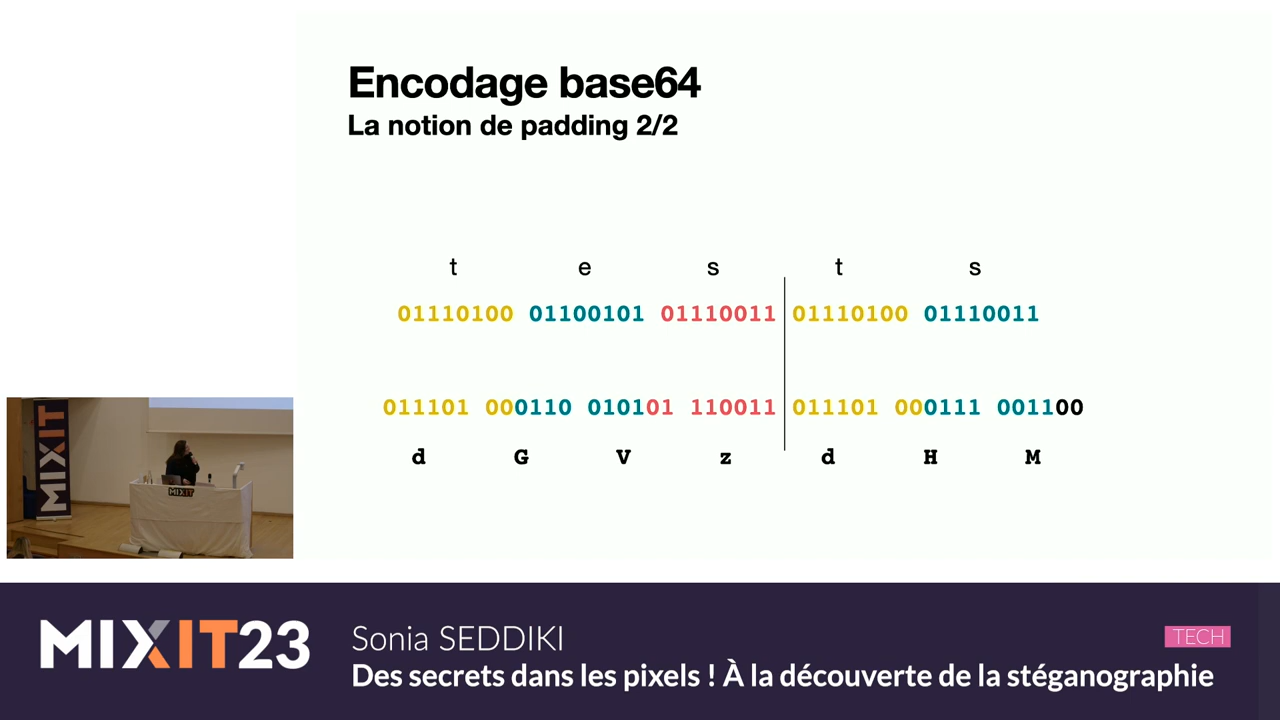 Encodage base64
La notion de padding 2/2
t e s t s
01110100 01100101 01110011 01110100 01110011
011101 000110 010101 110011 011101 000111 001100
d G V z d H M
MIXIT
MIXIT
MIXIT23
Sonia SEDDIKI
TECH
Des secrets dans les pixels ! À la découverte de la stéganographie